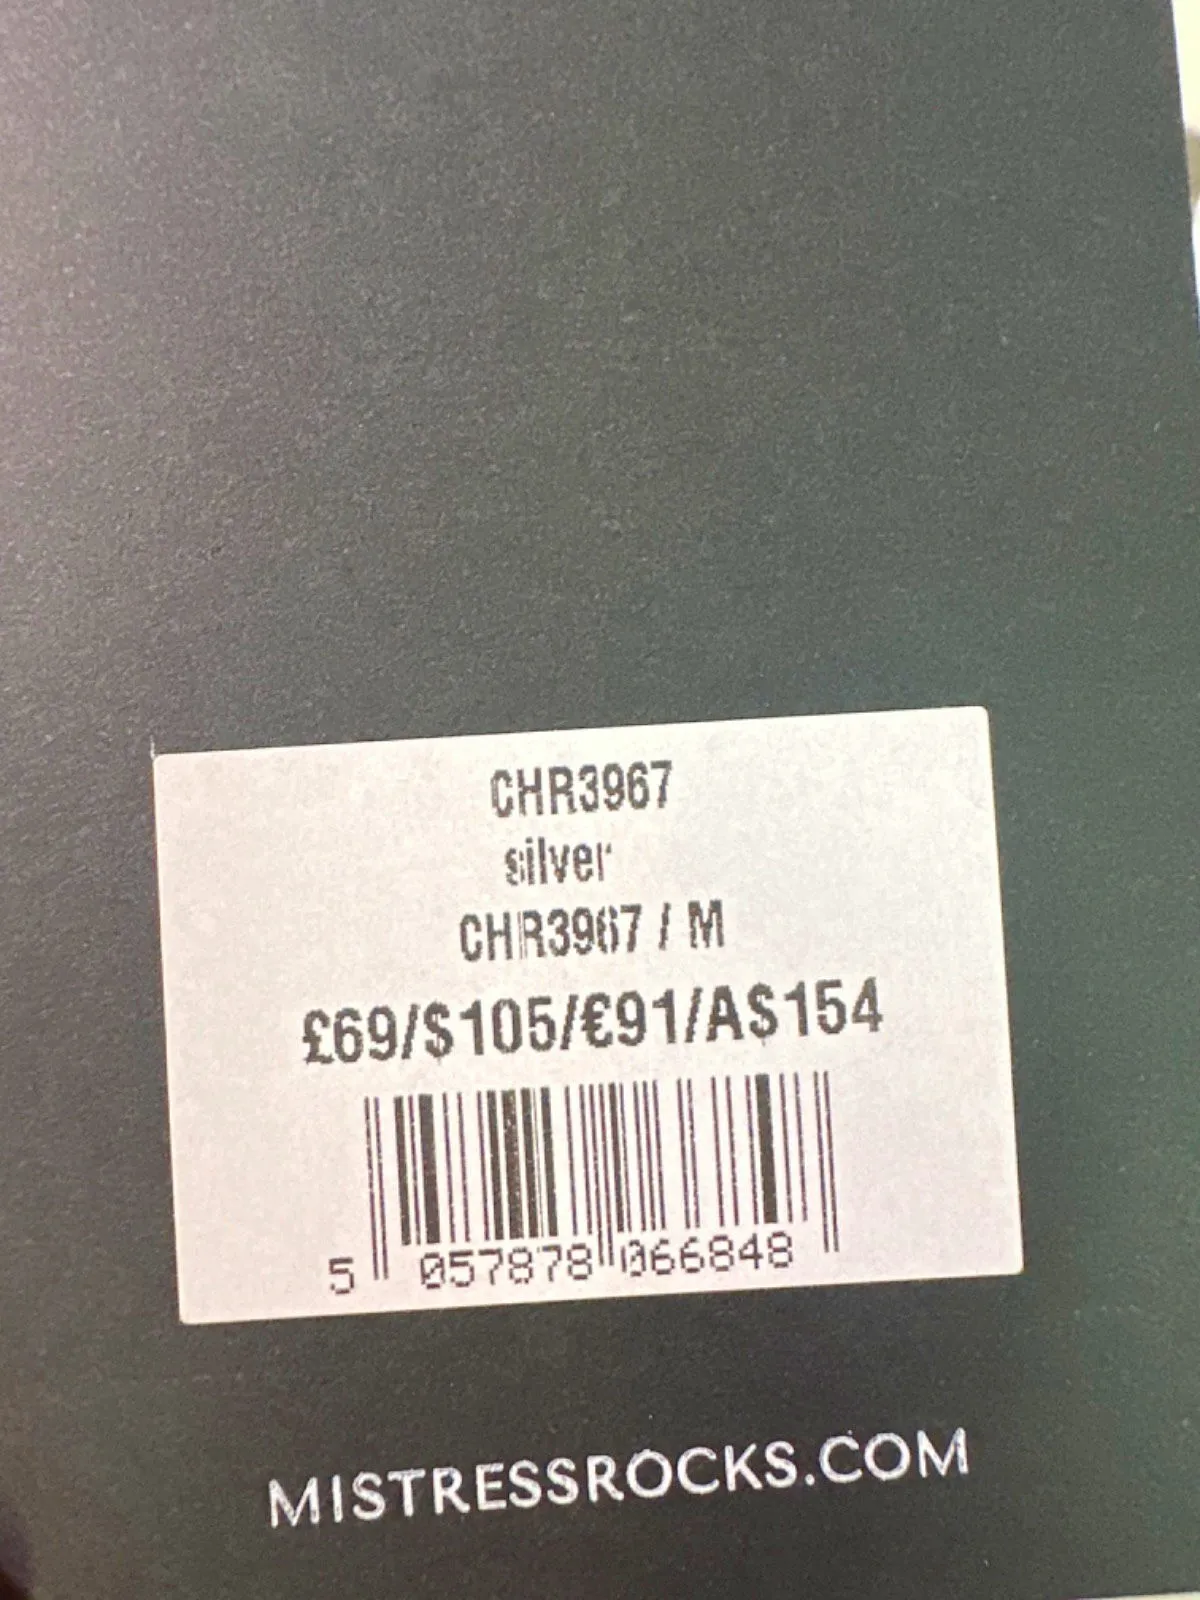 CHR3967
silver
CHR3967 / M
£69/$105/€91/A$154
5 057878 066848
MISTRESSROCKS.COM